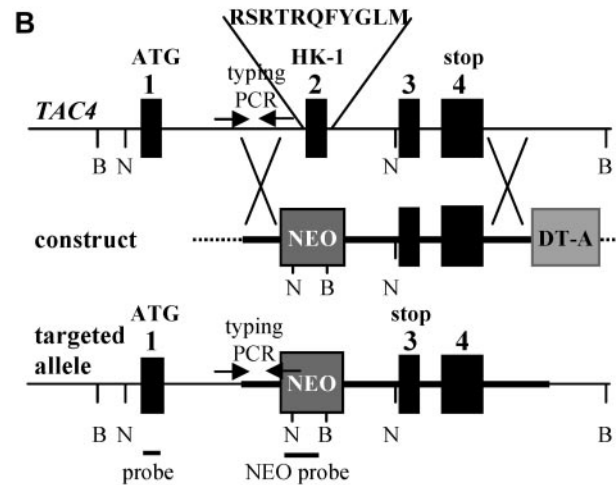 B
RSRTRQFYGLM
ATG typing HK-1 stop
1 PCR 2 3 4
TAC4
B N N B
construct NEO DT-A
N B N
ATG typing stop
targeted 1 PCR 3 4
allele NEO
B N N B N B
probe NEO probe